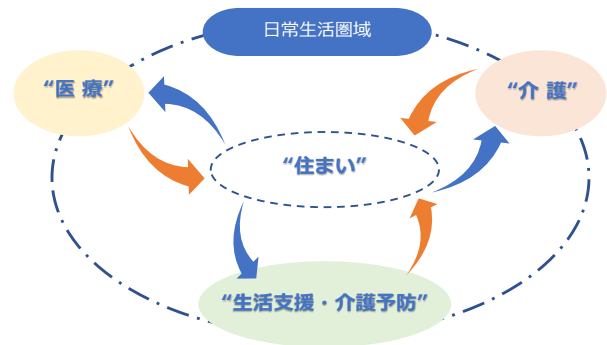 日常生活圏域
“医 療”
“介 護”
“住まい”
“生活支援・介護予防”